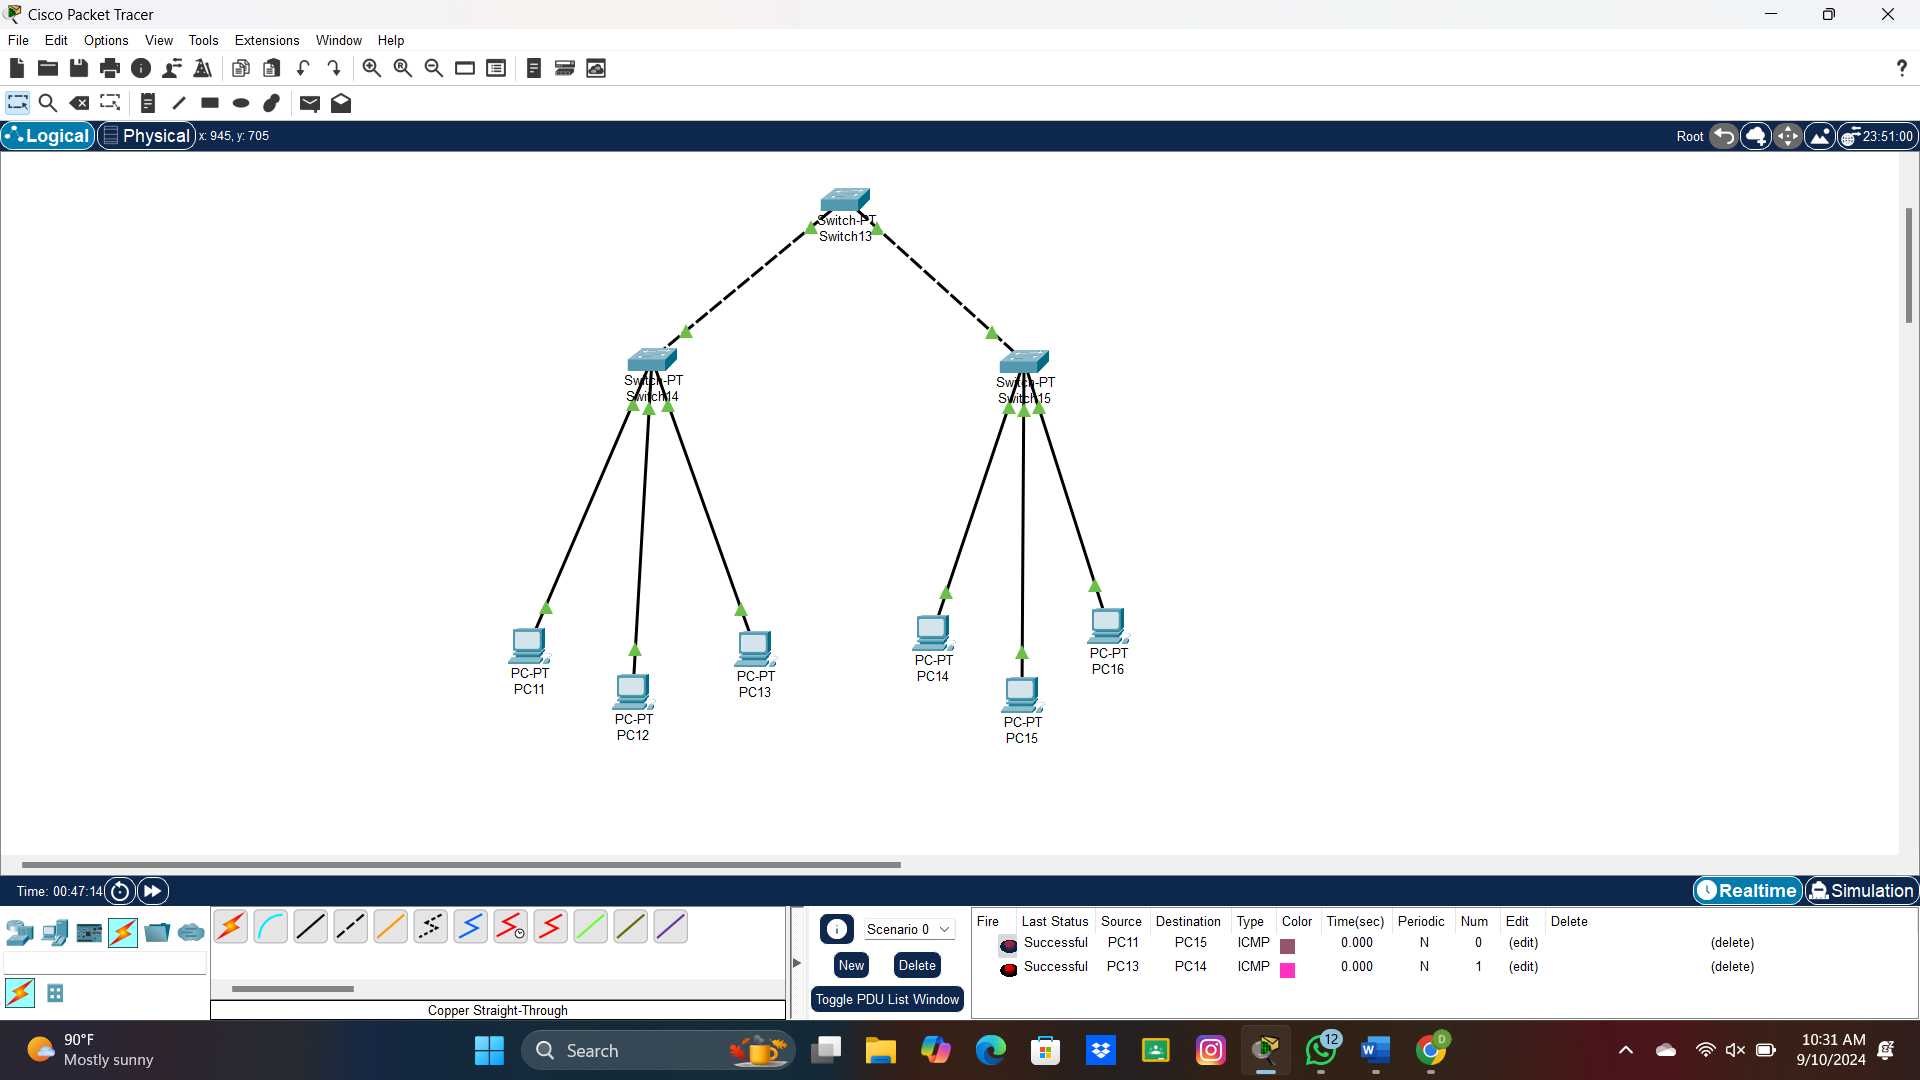 Cisco Packet Tracer
File Edit Options View Tools Extensions Window Help
?
Logical Physical x: 945, y: 705 Root 23:51:00
Switch-PT
Switch13
Switch-PT
Switch14
Switch-PT
Switch15
PC-PT
PC11
PC-PT
PC12
PC-PT
PC13
PC-PT
PC14
PC-PT
PC15
PC-PT
PC16
Time: 00:47:14 Realtime Simulation
Copper Straight-Through
Scenario 0
New Delete
Toggle PDU List Window
Fire Last Status Source Destination Type Color Time(sec) Periodic Num Edit Delete
Successful PC11 PC15 ICMP 0.000 N 0 (edit) (delete)
Successful PC13 PC14 ICMP 0.000 N 1 (edit) (delete)
90°F
Mostly sunny
Search
12
D
10:31 AM
9/10/2024